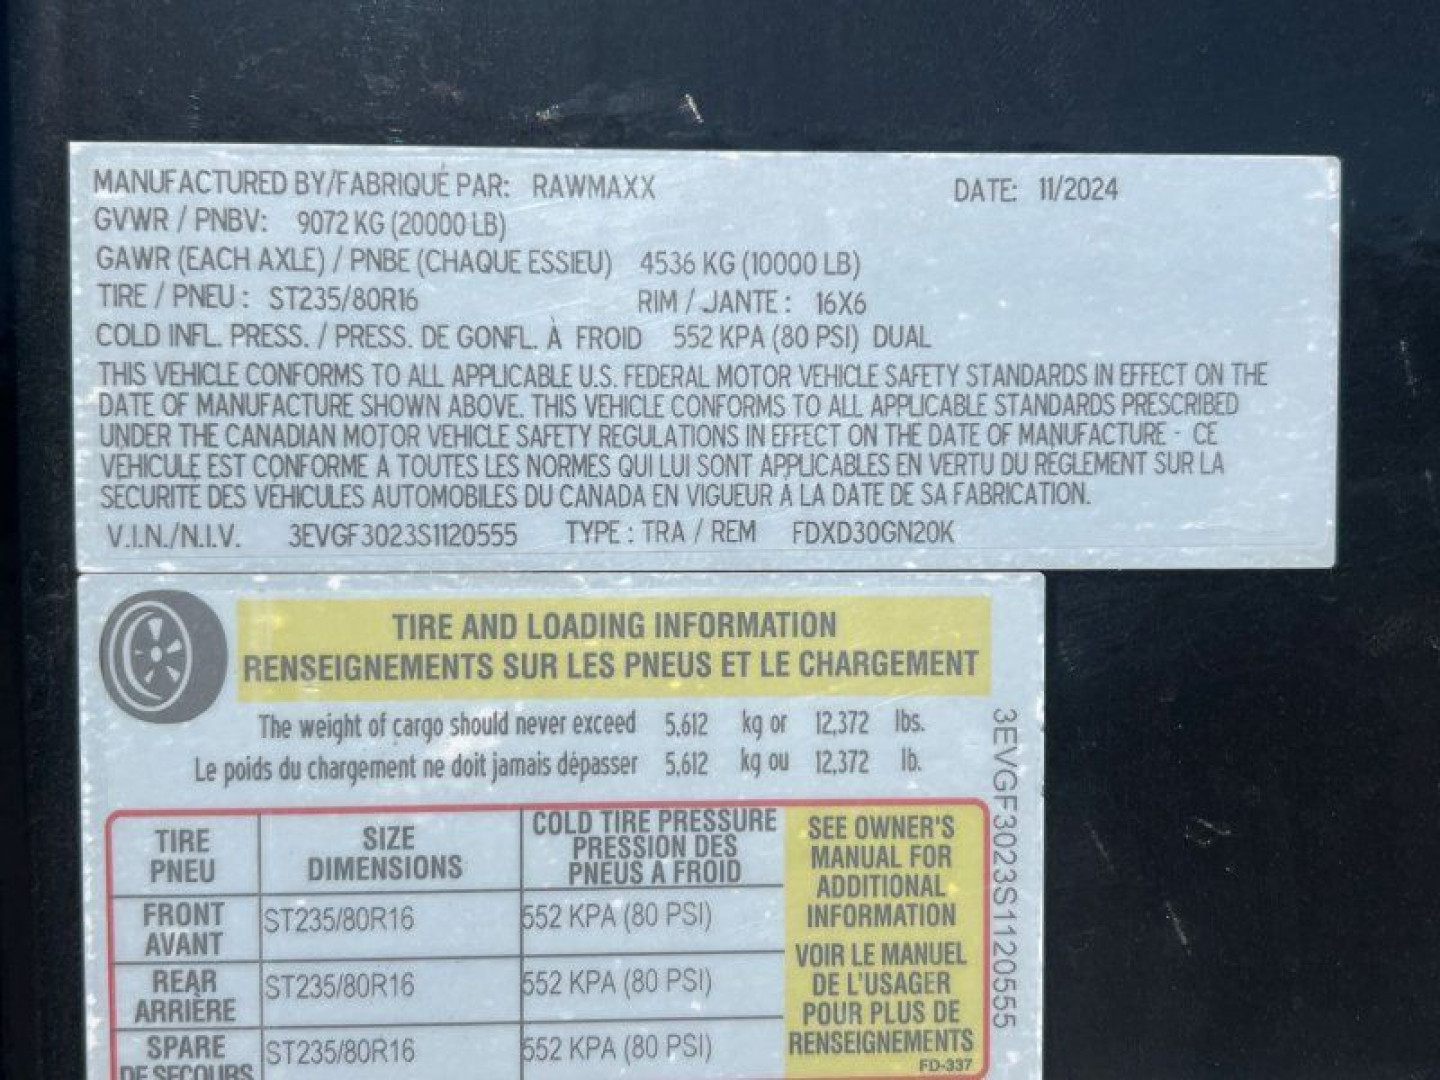 MANUFACTURED BY/FABRIQUÉ PAR: RAWMAXX DATE: 11/2024
GVWR / PNBV: 9072 KG (20000 LB)
GAWR (EACH AXLE) / PNBE (CHAQUE ESSIEU) 4536 KG (10000 LB)
TIRE / PNEU : ST235/80R16 RIM / JANTE : 16X6
COLD INFL. PRESS. / PRESS. DE GONFL. À FROID 552 KPA (80 PSI) DUAL
THIS VEHICLE CONFORMS TO ALL APPLICABLE U.S. FEDERAL MOTOR VEHICLE SAFETY STANDARDS IN EFFECT ON THE
DATE OF MANUFACTURE SHOWN ABOVE. THIS VEHICLE CONFORMS TO ALL APPLICABLE STANDARDS PRESCRIBED
UNDER THE CANADIAN MOTOR VEHICLE SAFETY REGULATIONS IN EFFECT ON THE DATE OF MANUFACTURE - CE
VEHICULE EST CONFORME A TOUTES LES NORMES QUI LUI SONT APPLICABLES EN VERTU DU REGLEMENT SUR LA
SECURITE DES VEHICULES AUTOMOBILES DU CANADA EN VIGUEUR A LA DATE DE SA FABRICATION.
V.I.N./N.I.V. 3EVGF3023S1120555 TYPE : TRA / REM FDXD30GN20K
TIRE AND LOADING INFORMATION
RENSEIGNEMENTS SUR LES PNEUS ET LE CHARGEMENT
The weight of cargo should never exceed 5,612 kg or 12,372 lbs.
Le poids du chargement ne doit jamais dépasser 5,612 kg ou 12,372 lb.
TIRE
PNEU
SIZE
DIMENSIONS
COLD TIRE PRESSURE
PRESSION DES
PNEUS A FROID
FRONT
AVANT
ST235/80R16
552 KPA (80 PSI)
REAR
ARRIÈRE
ST235/80R16
552 KPA (80 PSI)
SPARE
DE SECOURS
ST235/80R16
552 KPA (80 PSI)
SEE OWNER'S
MANUAL FOR
ADDITIONAL
INFORMATION
VOIR LE MANUEL
DE L'USAGER
POUR PLUS DE
RENSEIGNEMENTS
FD-337
3EVGF3023S1120555